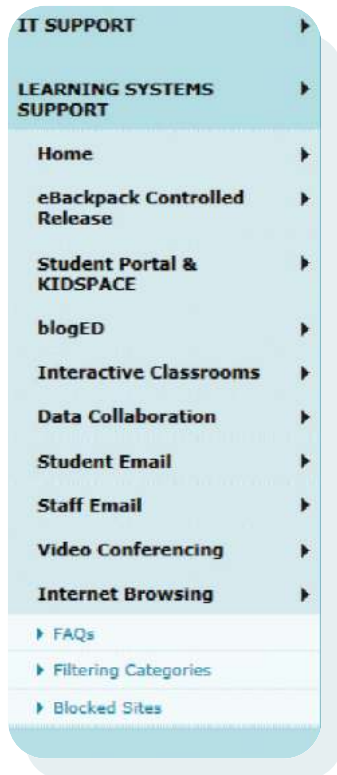 IT SUPPORT
LEARNING SYSTEMS
SUPPORT
Home
eBackpack Controlled
Release
Student Portal &
KIDSPACE
blogED
Interactive Classrooms
Data Collaboration
Student Email
Staff Email
Video Conferencing
Internet Browsing
FAQs
Filtering Categories
Blocked Sites